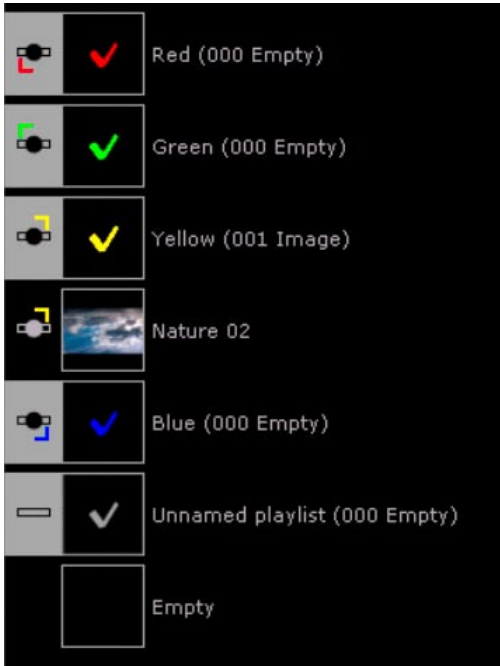 Red (000 Empty)
Green (000 Empty)
Yellow (001 Image)
Nature 02
Blue (000 Empty)
Unnamed playlist (000 Empty)
Empty